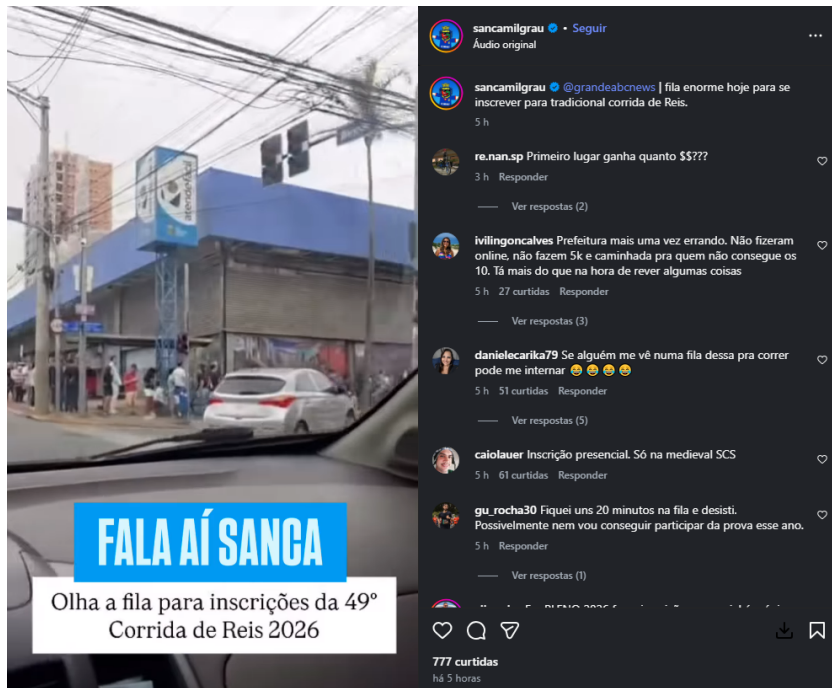 sancamilgrau • Seguir
Áudio original
sancamilgrau @grandeabcnews | fila enorme hoje para se
inscrever para tradicional corrida de Reis.
5 h
re.nan.sp Primeiro lugar ganha quanto $$???
3 h Responder
Ver respostas (2)
ivilingoncalves Prefeitura mais uma vez errando. Não fizeram
online, não fazem 5k e caminhada pra quem não consegue os
10. Tá mais do que na hora de rever algumas coisas
5 h 27 curtidas Responder
Ver respostas (3)
danielecarika79 Se alguém me vê numa fila dessa pra correr
pode me internar 😂😂😂😂
5 h 51 curtidas Responder
Ver respostas (5)
caiolauer Inscrição presencial. Só na medieval SCS
5 h 61 curtidas Responder
gu_rocha30 Fiquei uns 20 minutos na fila e desisti.
Possivelmente nem vou conseguir participar da prova esse ano.
5 h Responder
Ver respostas (1)
777 curtidas
há 5 horas
atendefácil
FALA AÍ SANCA
Olha a fila para inscrições da 49°
Corrida de Reis 2026